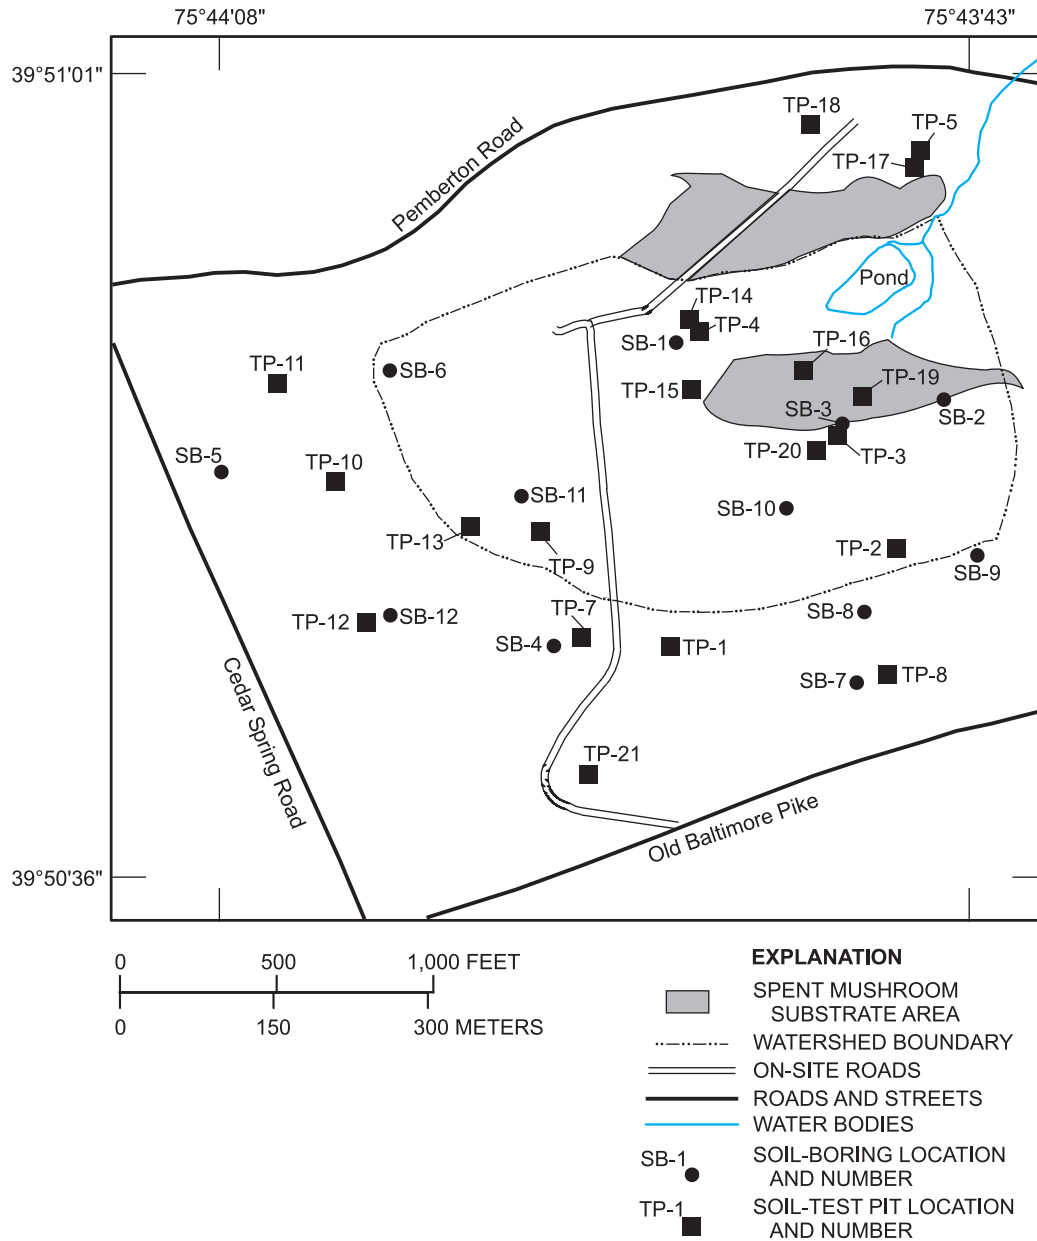 75°44'08"
75°43'43"
39°51'01"
TP-18
TP-5
TP-17
Pemberton Road
Pond
TP-14
TP-4
SB-1
TP-16
TP-11
SB-6
TP-15
TP-19
SB-3
SB-2
SB-5
TP-10
TP-20
TP-3
SB-11
SB-10
TP-13
TP-9
TP-2
SB-9
TP-7
SB-8
TP-12
SB-12
SB-4
TP-1
SB-7
TP-8
Cedar Spring Road
TP-21
Old Baltimore Pike
39°50'36"
0 500 1,000 FEET
0 150 300 METERS
EXPLANATION
SPENT MUSHROOM
SUBSTRATE AREA
WATERSHED BOUNDARY
ON-SITE ROADS
ROADS AND STREETS
WATER BODIES
SB-1
SOIL-BORING LOCATION
AND NUMBER
TP-1
SOIL-TEST PIT LOCATION
AND NUMBER